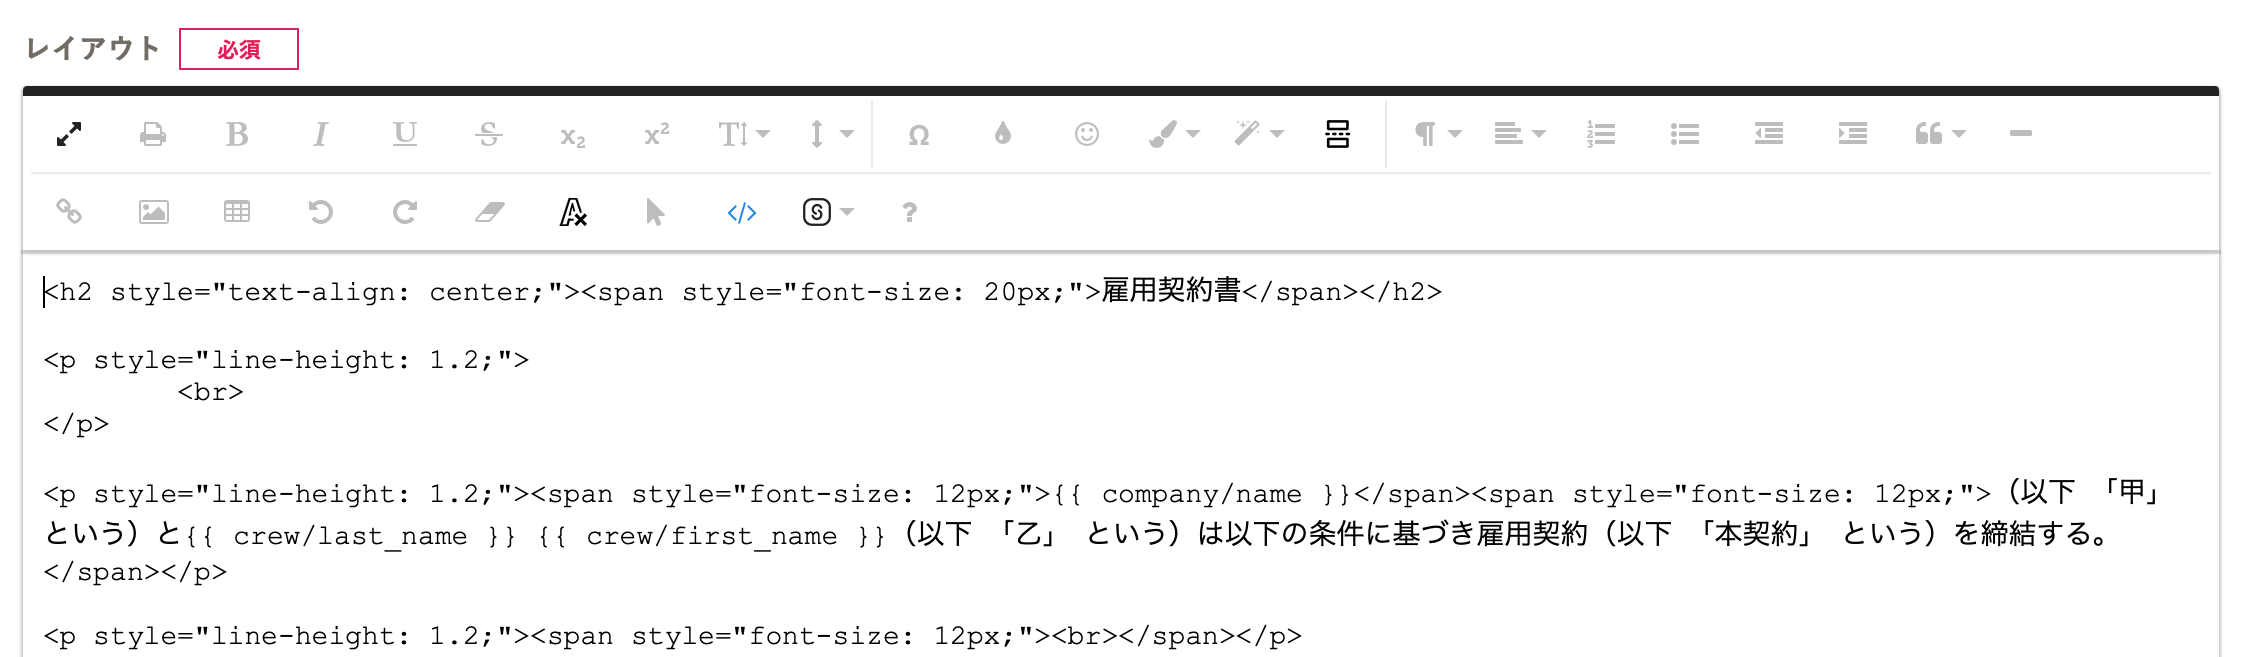 レイアウト 必須
<h2 style="text-align: center;"><span style="font-size: 20px;">雇用契約書</span></h2>
<p style="line-height: 1.2;">
<br>
</p>
<p style="line-height: 1.2;"><span style="font-size: 12px;">{{ company/name }}</span><span style="font-size: 12px;">（以下 「甲」
という）と{{ crew/last_name }} {{ crew/first_name }}（以下 「乙」 という）は以下の条件に基づき雇用契約（以下 「本契約」 という）を締結する。
</span></p>
<p style="line-height: 1.2;"><span style="font-size: 12px;"><br></span></p>